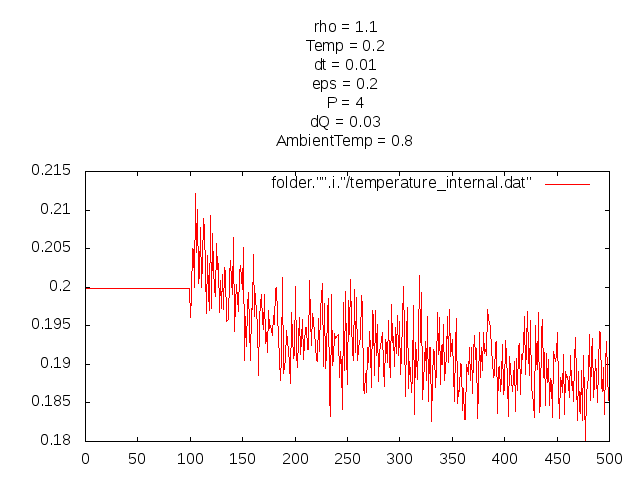 rho = 1.1
Temp = 0.2
dt = 0.01
eps = 0.2
P = 4
dQ = 0.03
AmbientTemp = 0.8
folder."".i."/temperature_internal.dat"
0.215
0.21
0.205
0.2
0.195
0.19
0.185
0.18
0 50 100 150 200 250 300 350 400 450 500